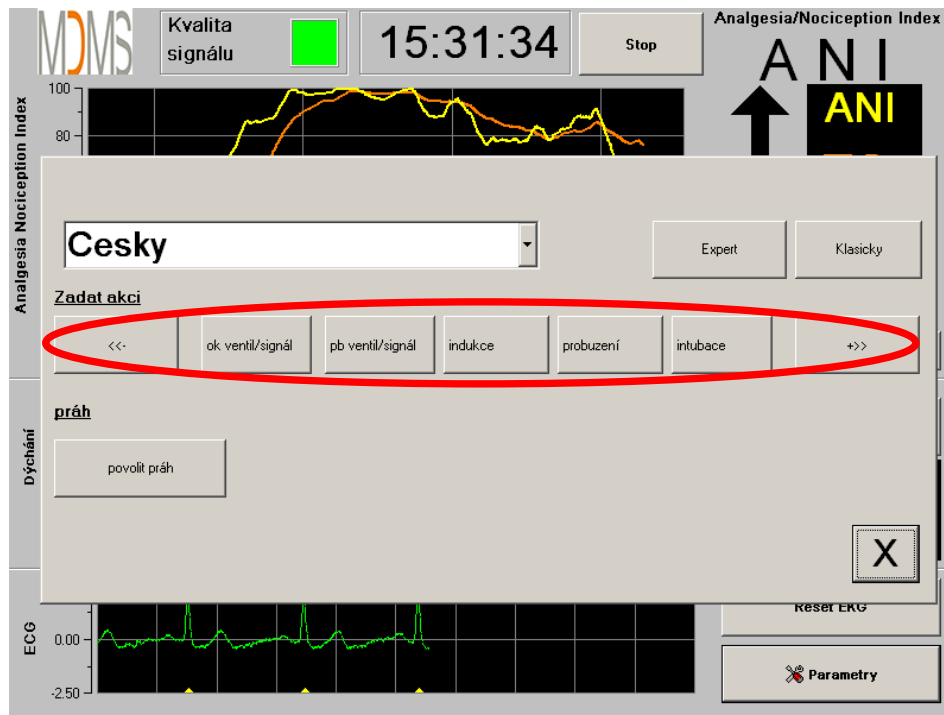 MDMS
Kvalita
signálu
15:31:34
Stop
Analgesia/Nociception Index
ANI
ANI
Analgesia Nociception Index
100
80
Cesky
Expert
Klasicky
Zadat akci
<<-
ok ventil/signál
pb ventil/signál
indukce
probuzení
intubace
+>>
práh
povolit práh
X
Dýchání
ECG
0.00
-2.50
Reset EKG
Parametry